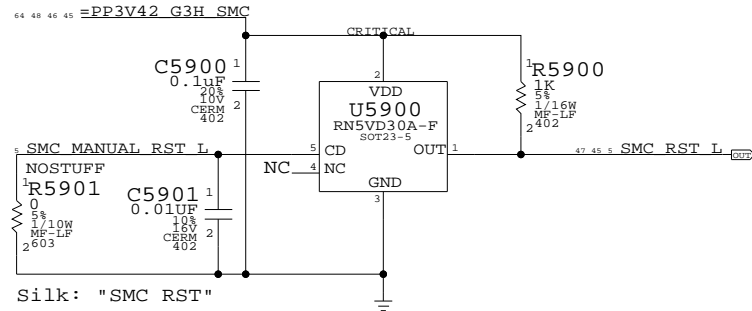 64 48 46 45 =PP3V42_G3H_SMC
CRITICAL
C5900 1
0.1uF
20%
10V
CERM
402
2
2
VDD
U5900
RN5VD30A-F
SOT23-5
1
R5900
1K
5%
1/16W
MF-LF
402
2
5 SMC_MANUAL_RST_L
5 CD
OUT 1
47 45 5 SMC_RST_L OUT
NC 4 NC
GND
3
NOSTUFF
1
R5901
0
5%
1/10W
MF-LF
603
2
C5901 1
0.01UF
10%
16V
CERM
402
2
Silk: "SMC RST"